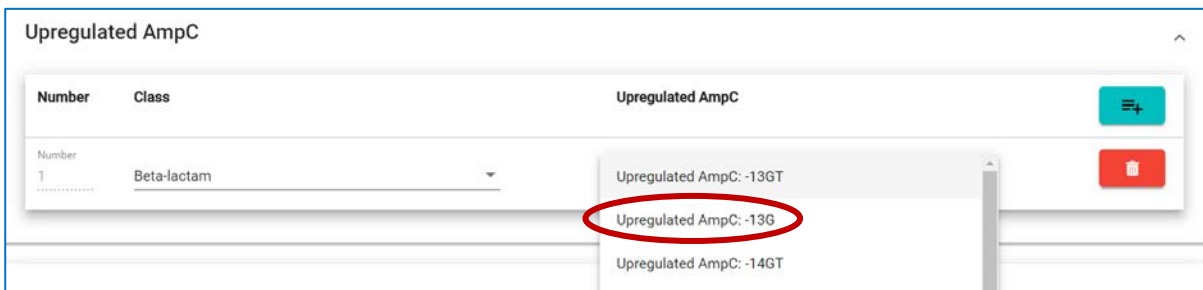 Upregulated AmpC
Number Class Upregulated AmpC
Number
1 Beta-lactam Upregulated AmpC: -13GT
Upregulated AmpC: -13G
Upregulated AmpC: -14GT